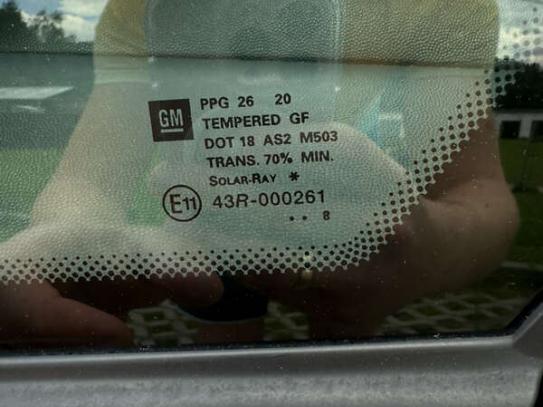 GM
PPG 26 20
TEMPERED GF
DOT 18 AS2 M503
TRANS. 70% MIN.
SOLAR-RAY *
E11 43R-000261
. . 8